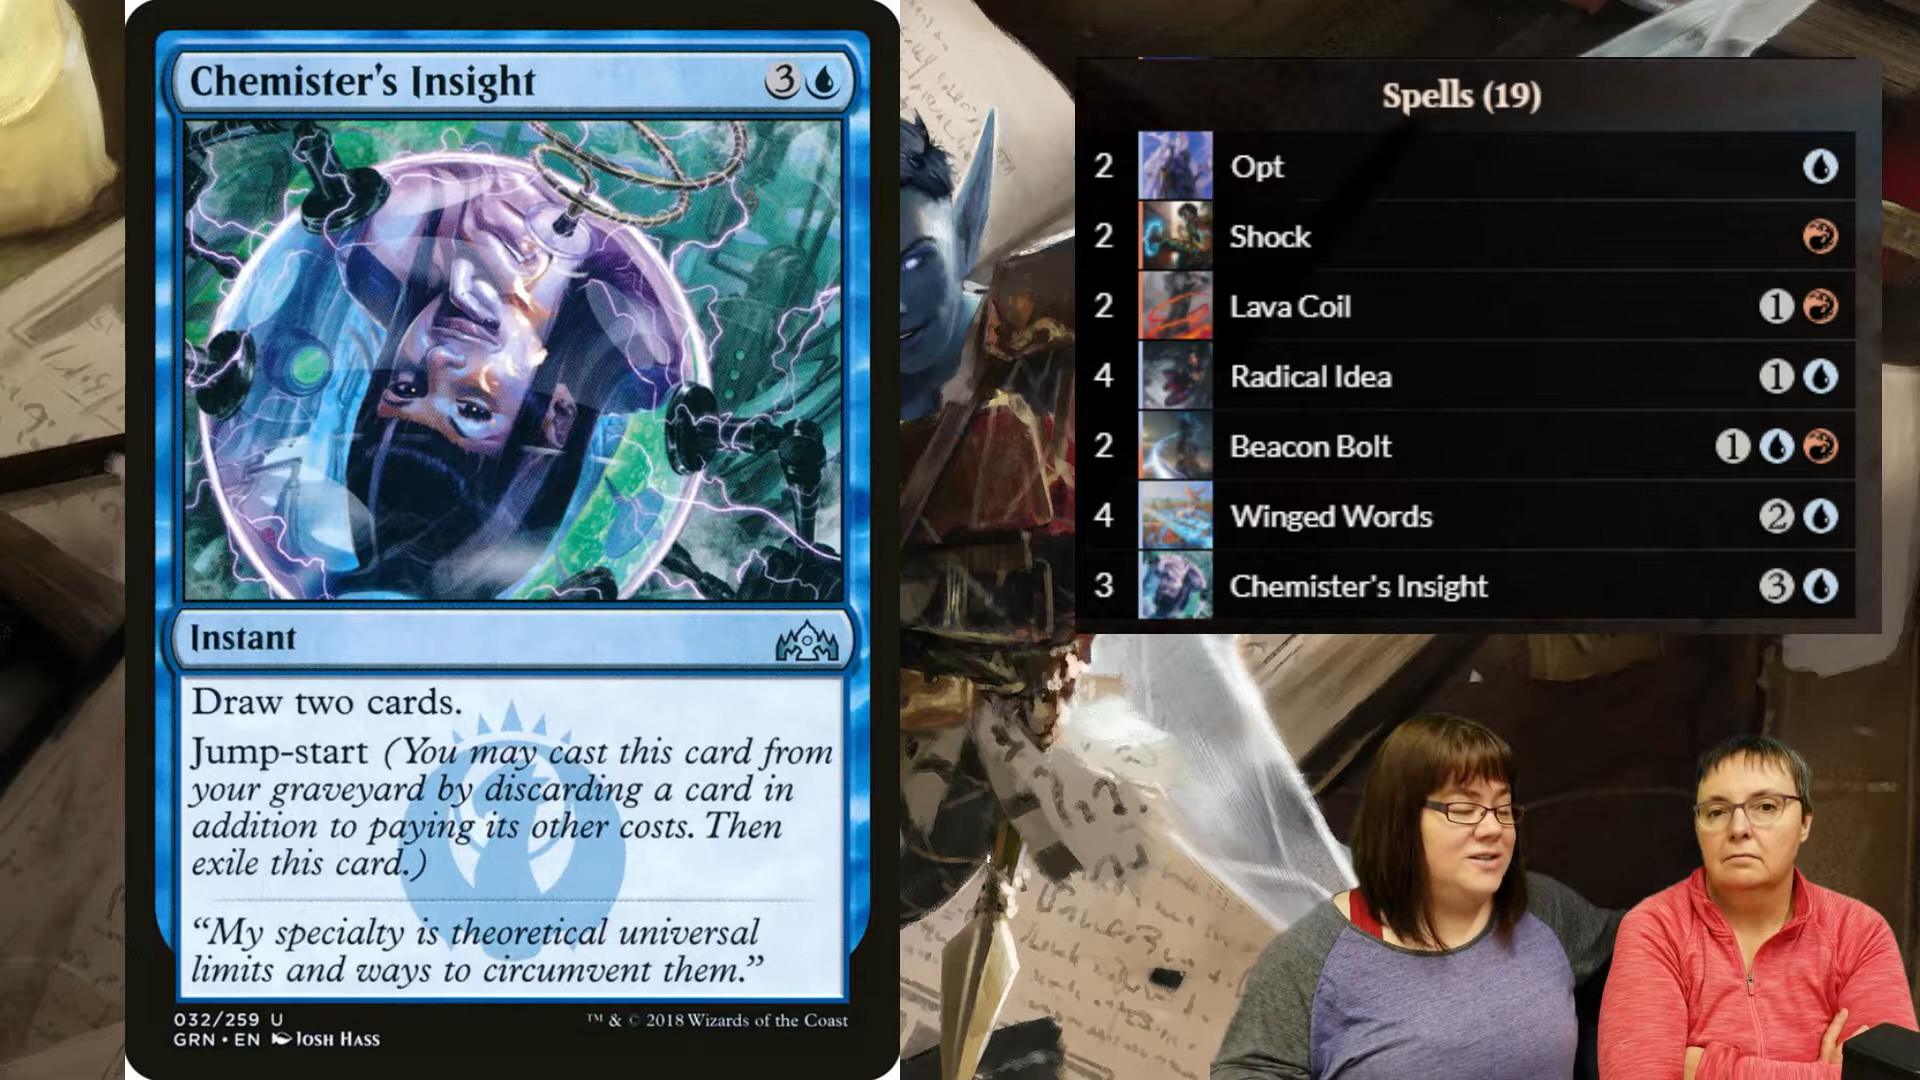 Chemister's Insight 3
Instant
Draw two cards.
Jump-start (You may cast this card from
your graveyard by discarding a card in
addition to paying its other costs. Then
exile this card.)
“My specialty is theoretical universal
limits and ways to circumvent them.”
032/259 U
GRN • EN JOSH HASS
™ & © 2018 Wizards of the Coast
Spells (19)
2 Opt
2 Shock
2 Lava Coil 1
4 Radical Idea 1
2 Beacon Bolt 1
4 Winged Words 2
3 Chemister's Insight 3